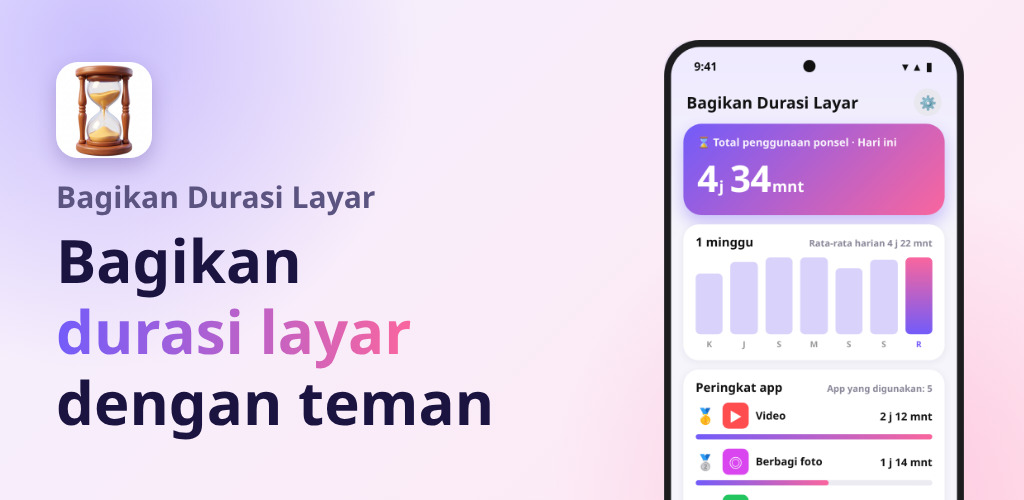 Bagikan Durasi Layar
Bagikan
durasi layar
dengan teman
9:41
Bagikan Durasi Layar
Total penggunaan ponsel · Hari ini
4j 34mnt
1 minggu
Rata-rata harian 4 j 22 mnt
K J S M S S R
Peringkat app
App yang digunakan: 5
Video
2 j 12 mnt
Berbagi foto
1 j 14 mnt